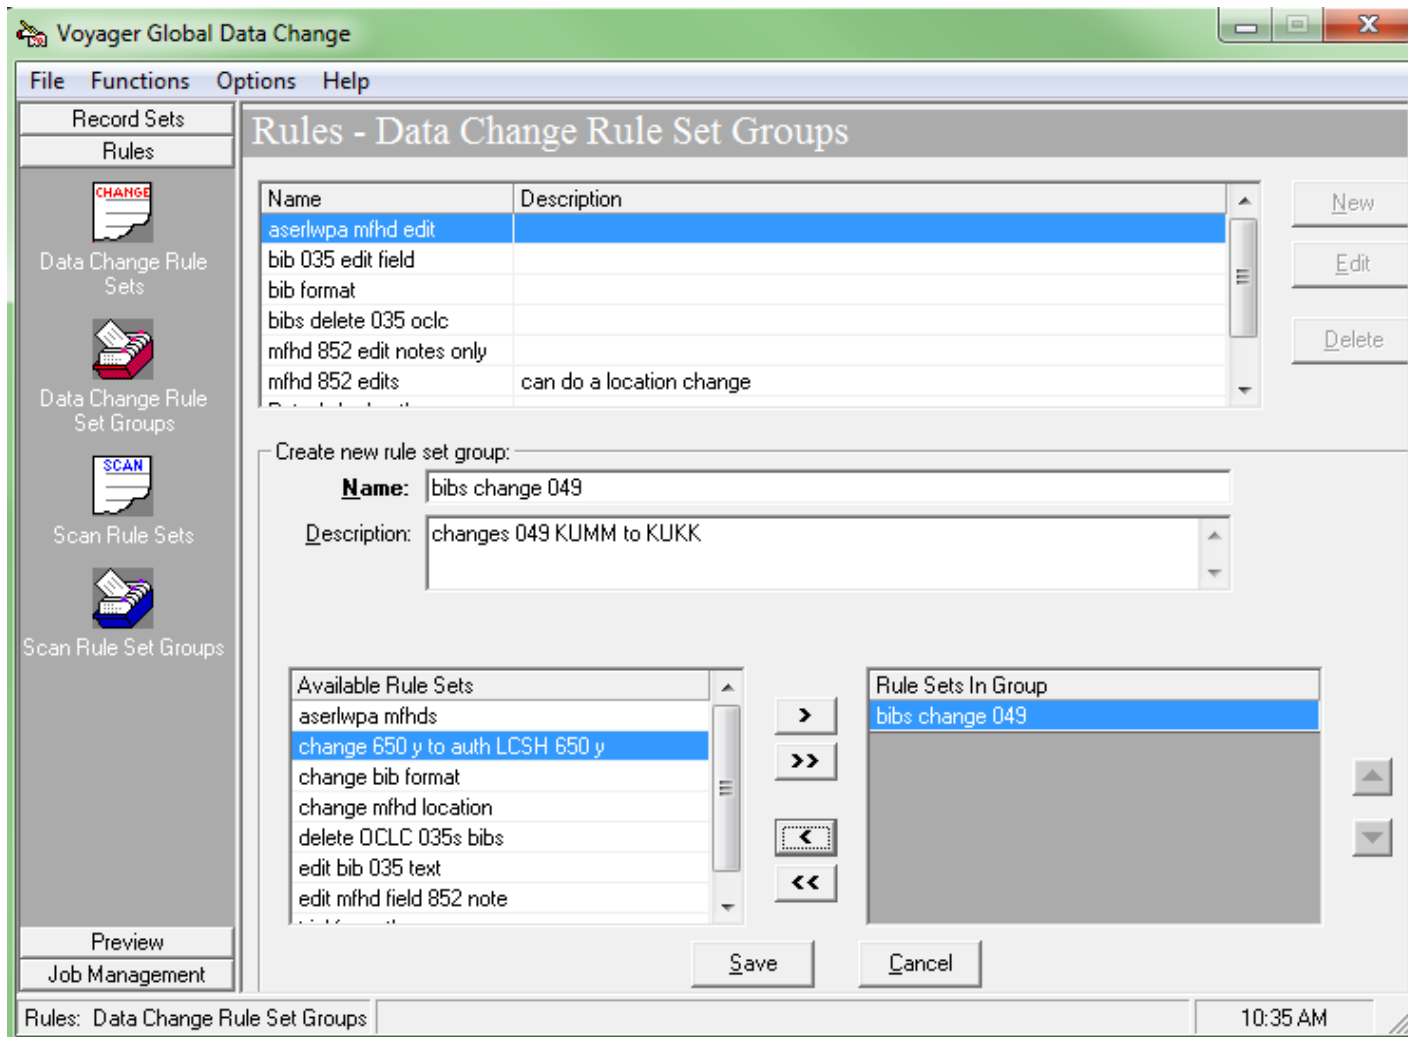 Voyager Global Data Change
File Functions Options Help
Record Sets
Rules
CHANGE
Data Change Rule
Sets
Data Change Rule
Set Groups
SCAN
Scan Rule Sets
Scan Rule Set Groups
Preview
Job Management
Rules - Data Change Rule Set Groups
Name Description
aserlwpa mfhd edit
bib 035 edit field
bib format
bibs delete 035 oclc
mfhd 852 edit notes only
mfhd 852 edits can do a location change
New
Edit
Delete
Create new rule set group:
Name: bibs change 049
Description: changes 049 KUMM to KUKK
Available Rule Sets
aserlwpa mfhds
change 650 y to auth LCSH 650 y
change bib format
change mfhd location
delete OCLC 035s bibs
edit bib 035 text
edit mfhd field 852 note
>
>>
<
<<
Rule Sets In Group
bibs change 049
Save Cancel
Rules: Data Change Rule Set Groups 10:35 AM